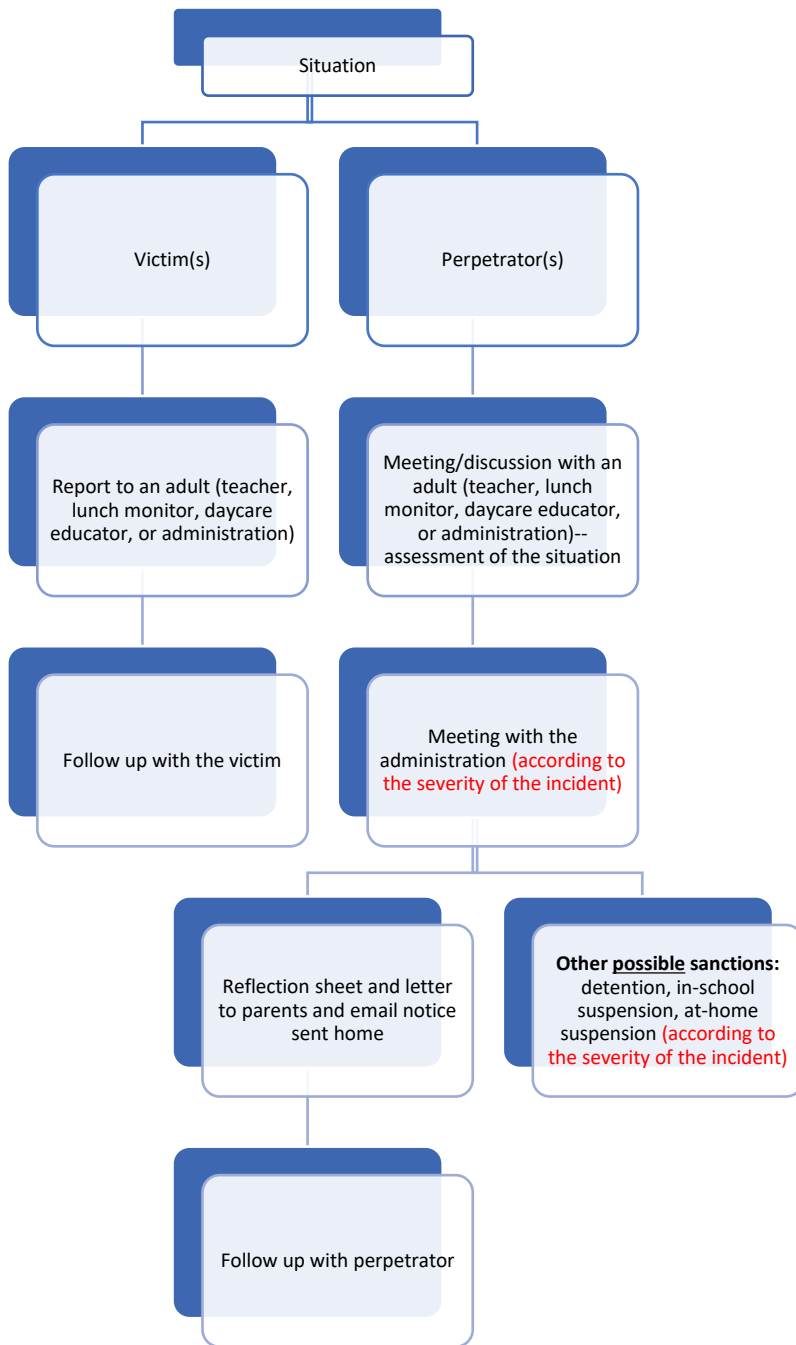 Situation
Victim(s)
Perpetrator(s)
Report to an adult (teacher,
lunch monitor, daycare
educator, or administration)
Meeting/discussion with an
adult (teacher, lunch
monitor, daycare educator,
or administration)--
assessment of the situation
Follow up with the victim
Meeting with the
administration (according to
the severity of the incident)
Reflection sheet and letter
to parents and email notice
sent home
Other possible sanctions:
detention, in-school
suspension, at-home
suspension (according to
the severity of the incident)
Follow up with perpetrator